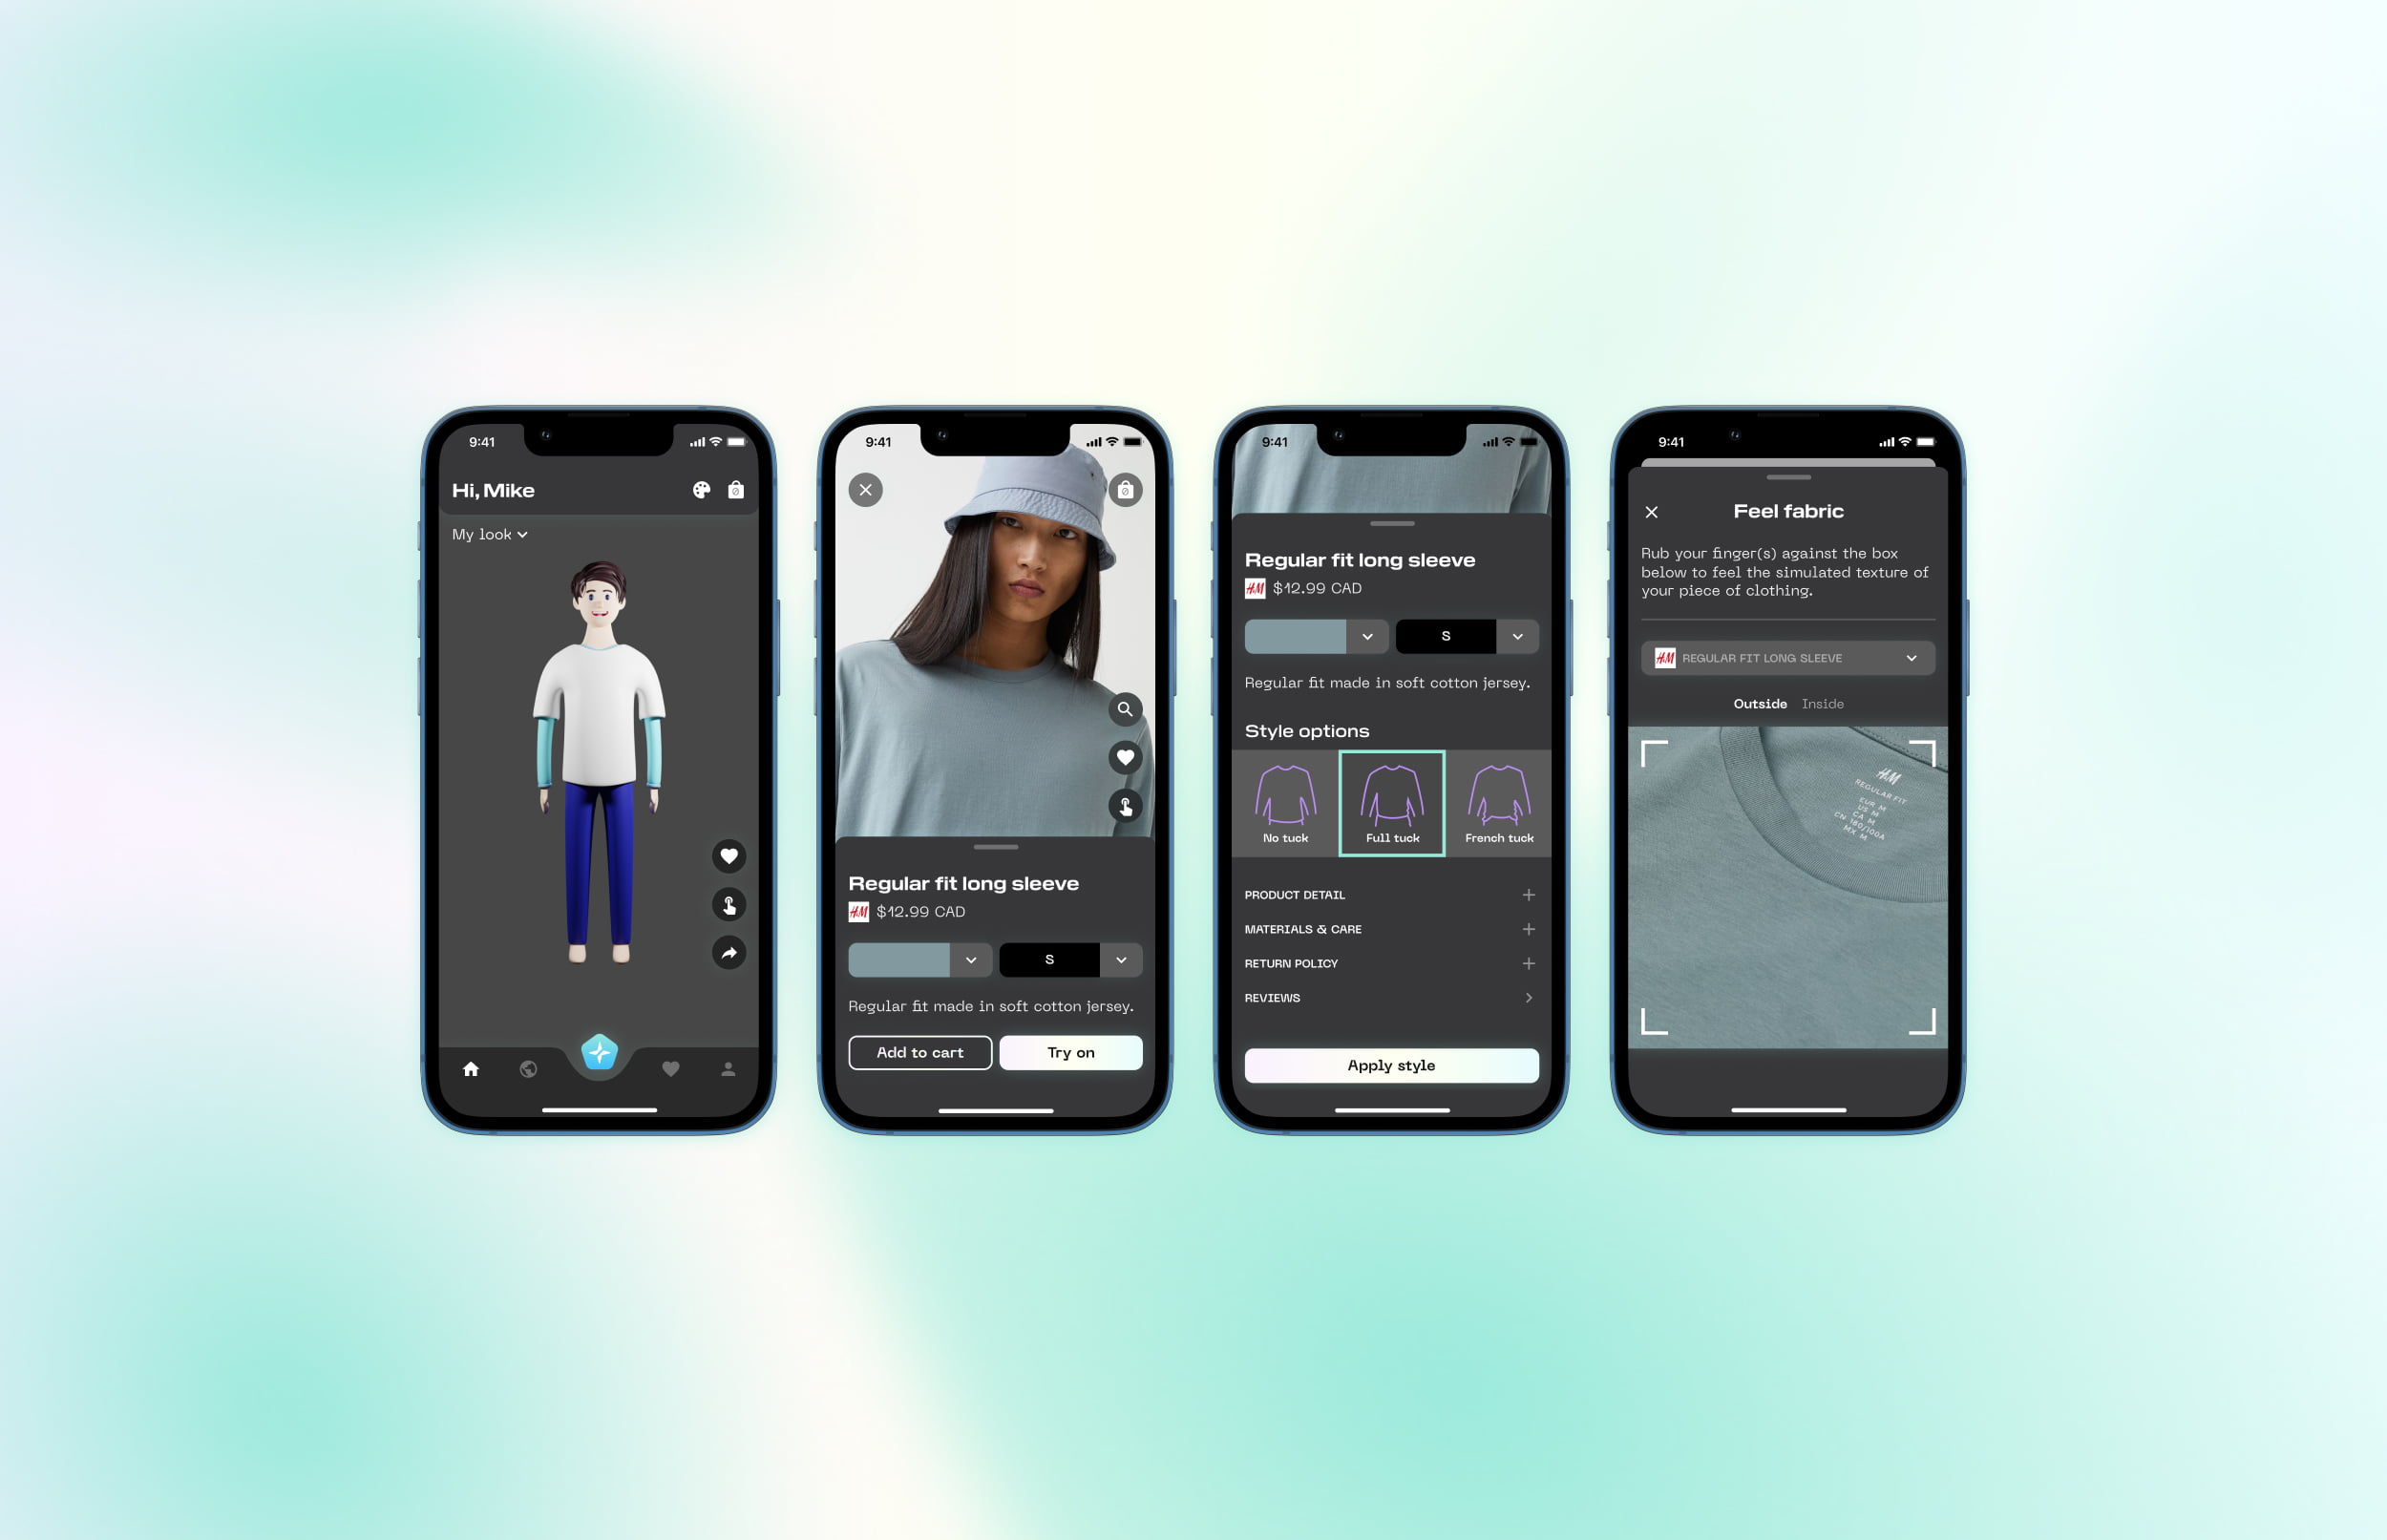 9:41
Hi, Mike
0
My look
9:41
0
Regular fit long sleeve
H&M $12.99 CAD
S
Regular fit made in soft cotton jersey.
Add to cart
Try on
9:41
Regular fit long sleeve
H&M $12.99 CAD
S
Regular fit made in soft cotton jersey.
Style options
No tuck
Full tuck
French tuck
PRODUCT DETAIL
MATERIALS & CARE
RETURN POLICY
REVIEWS
Apply style
9:41
Feel fabric
Rub your finger(s) against the box
below to feel the simulated texture of
your piece of clothing.
H&M REGULAR FIT LONG SLEEVE
Outside Inside
H&M
REGULAR FIT
EUR M
US M
CA M
CN 180/100A
MX M